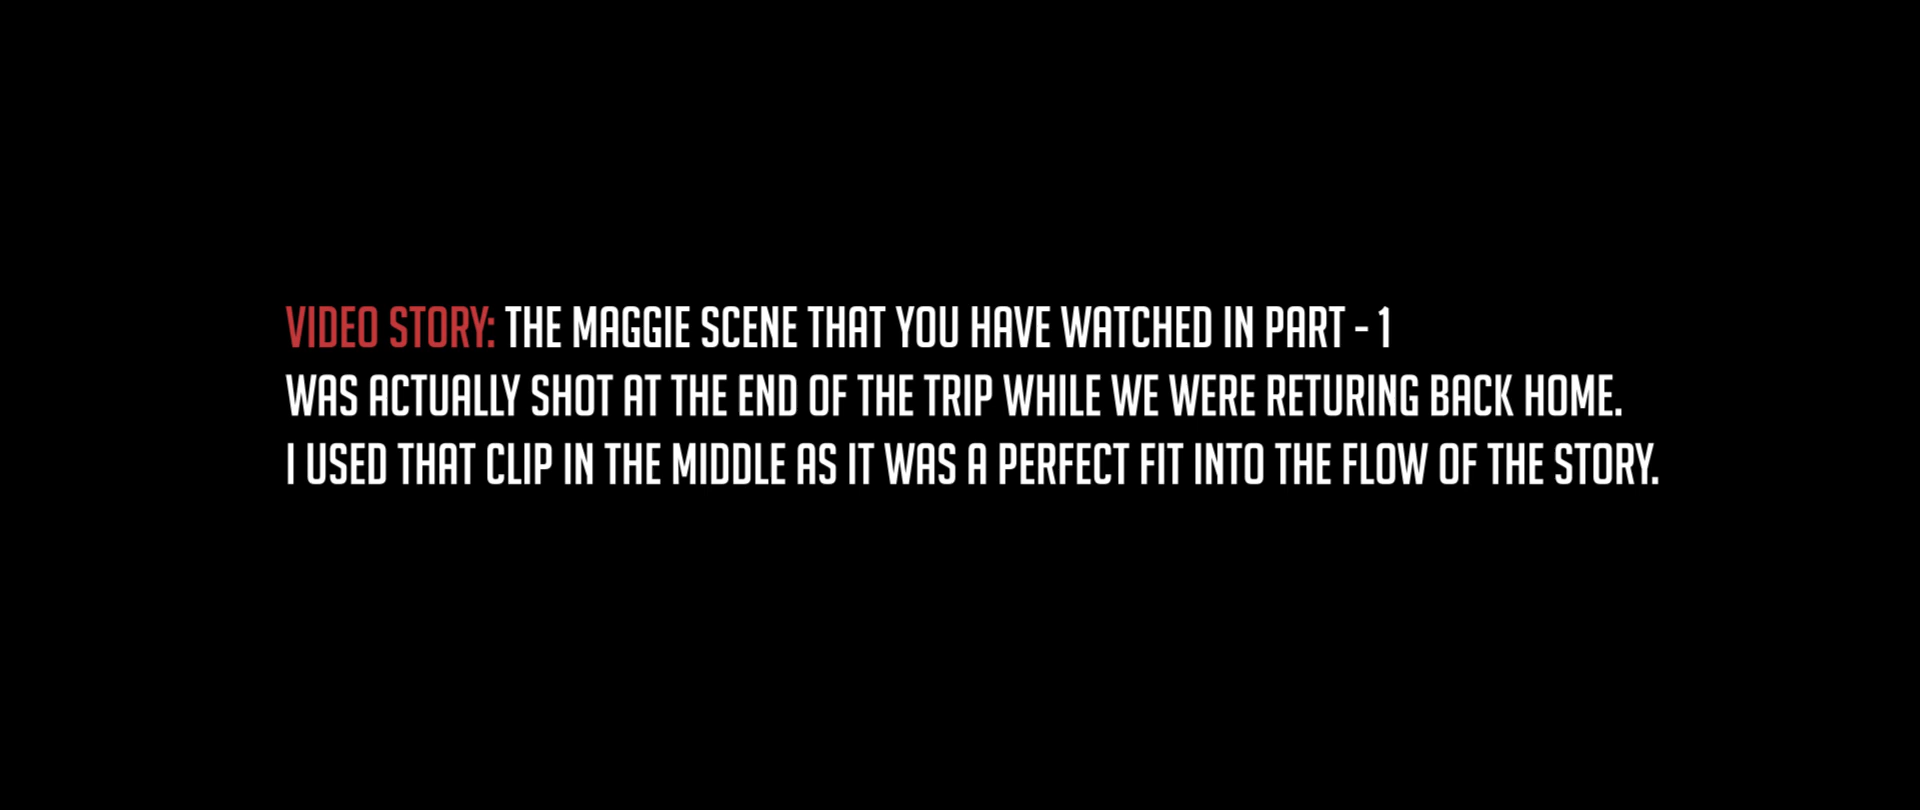 VIDEO STORY: THE MAGGIE SCENE THAT YOU HAVE WATCHED IN PART - 1
WAS ACTUALLY SHOT AT THE END OF THE TRIP WHILE WE WERE RETURING BACK HOME.
I USED THAT CLIP IN THE MIDDLE AS IT WAS A PERFECT FIT INTO THE FLOW OF THE STORY.